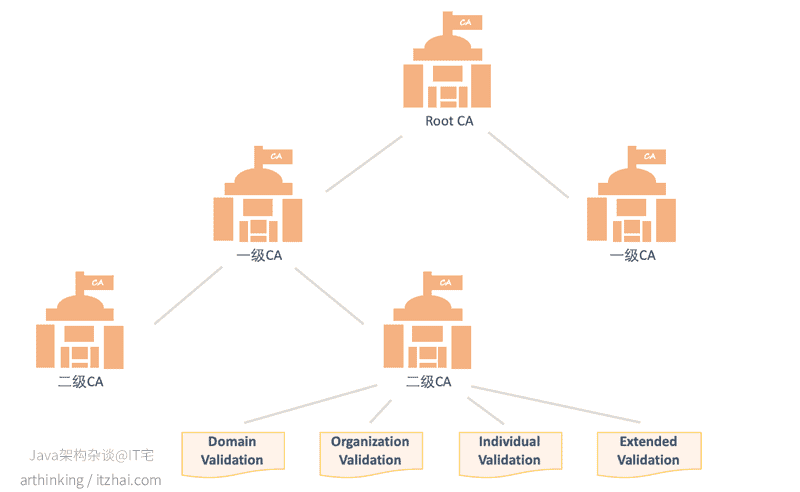 CA
Root CA
CA
CA
一级CA
一级CA
CA
CA
二级CA
二级CA
Domain Validation
Organization Validation
Individual Validation
Extended Validation
Java架构杂谈@IT宅
arthinking / itzhai.com